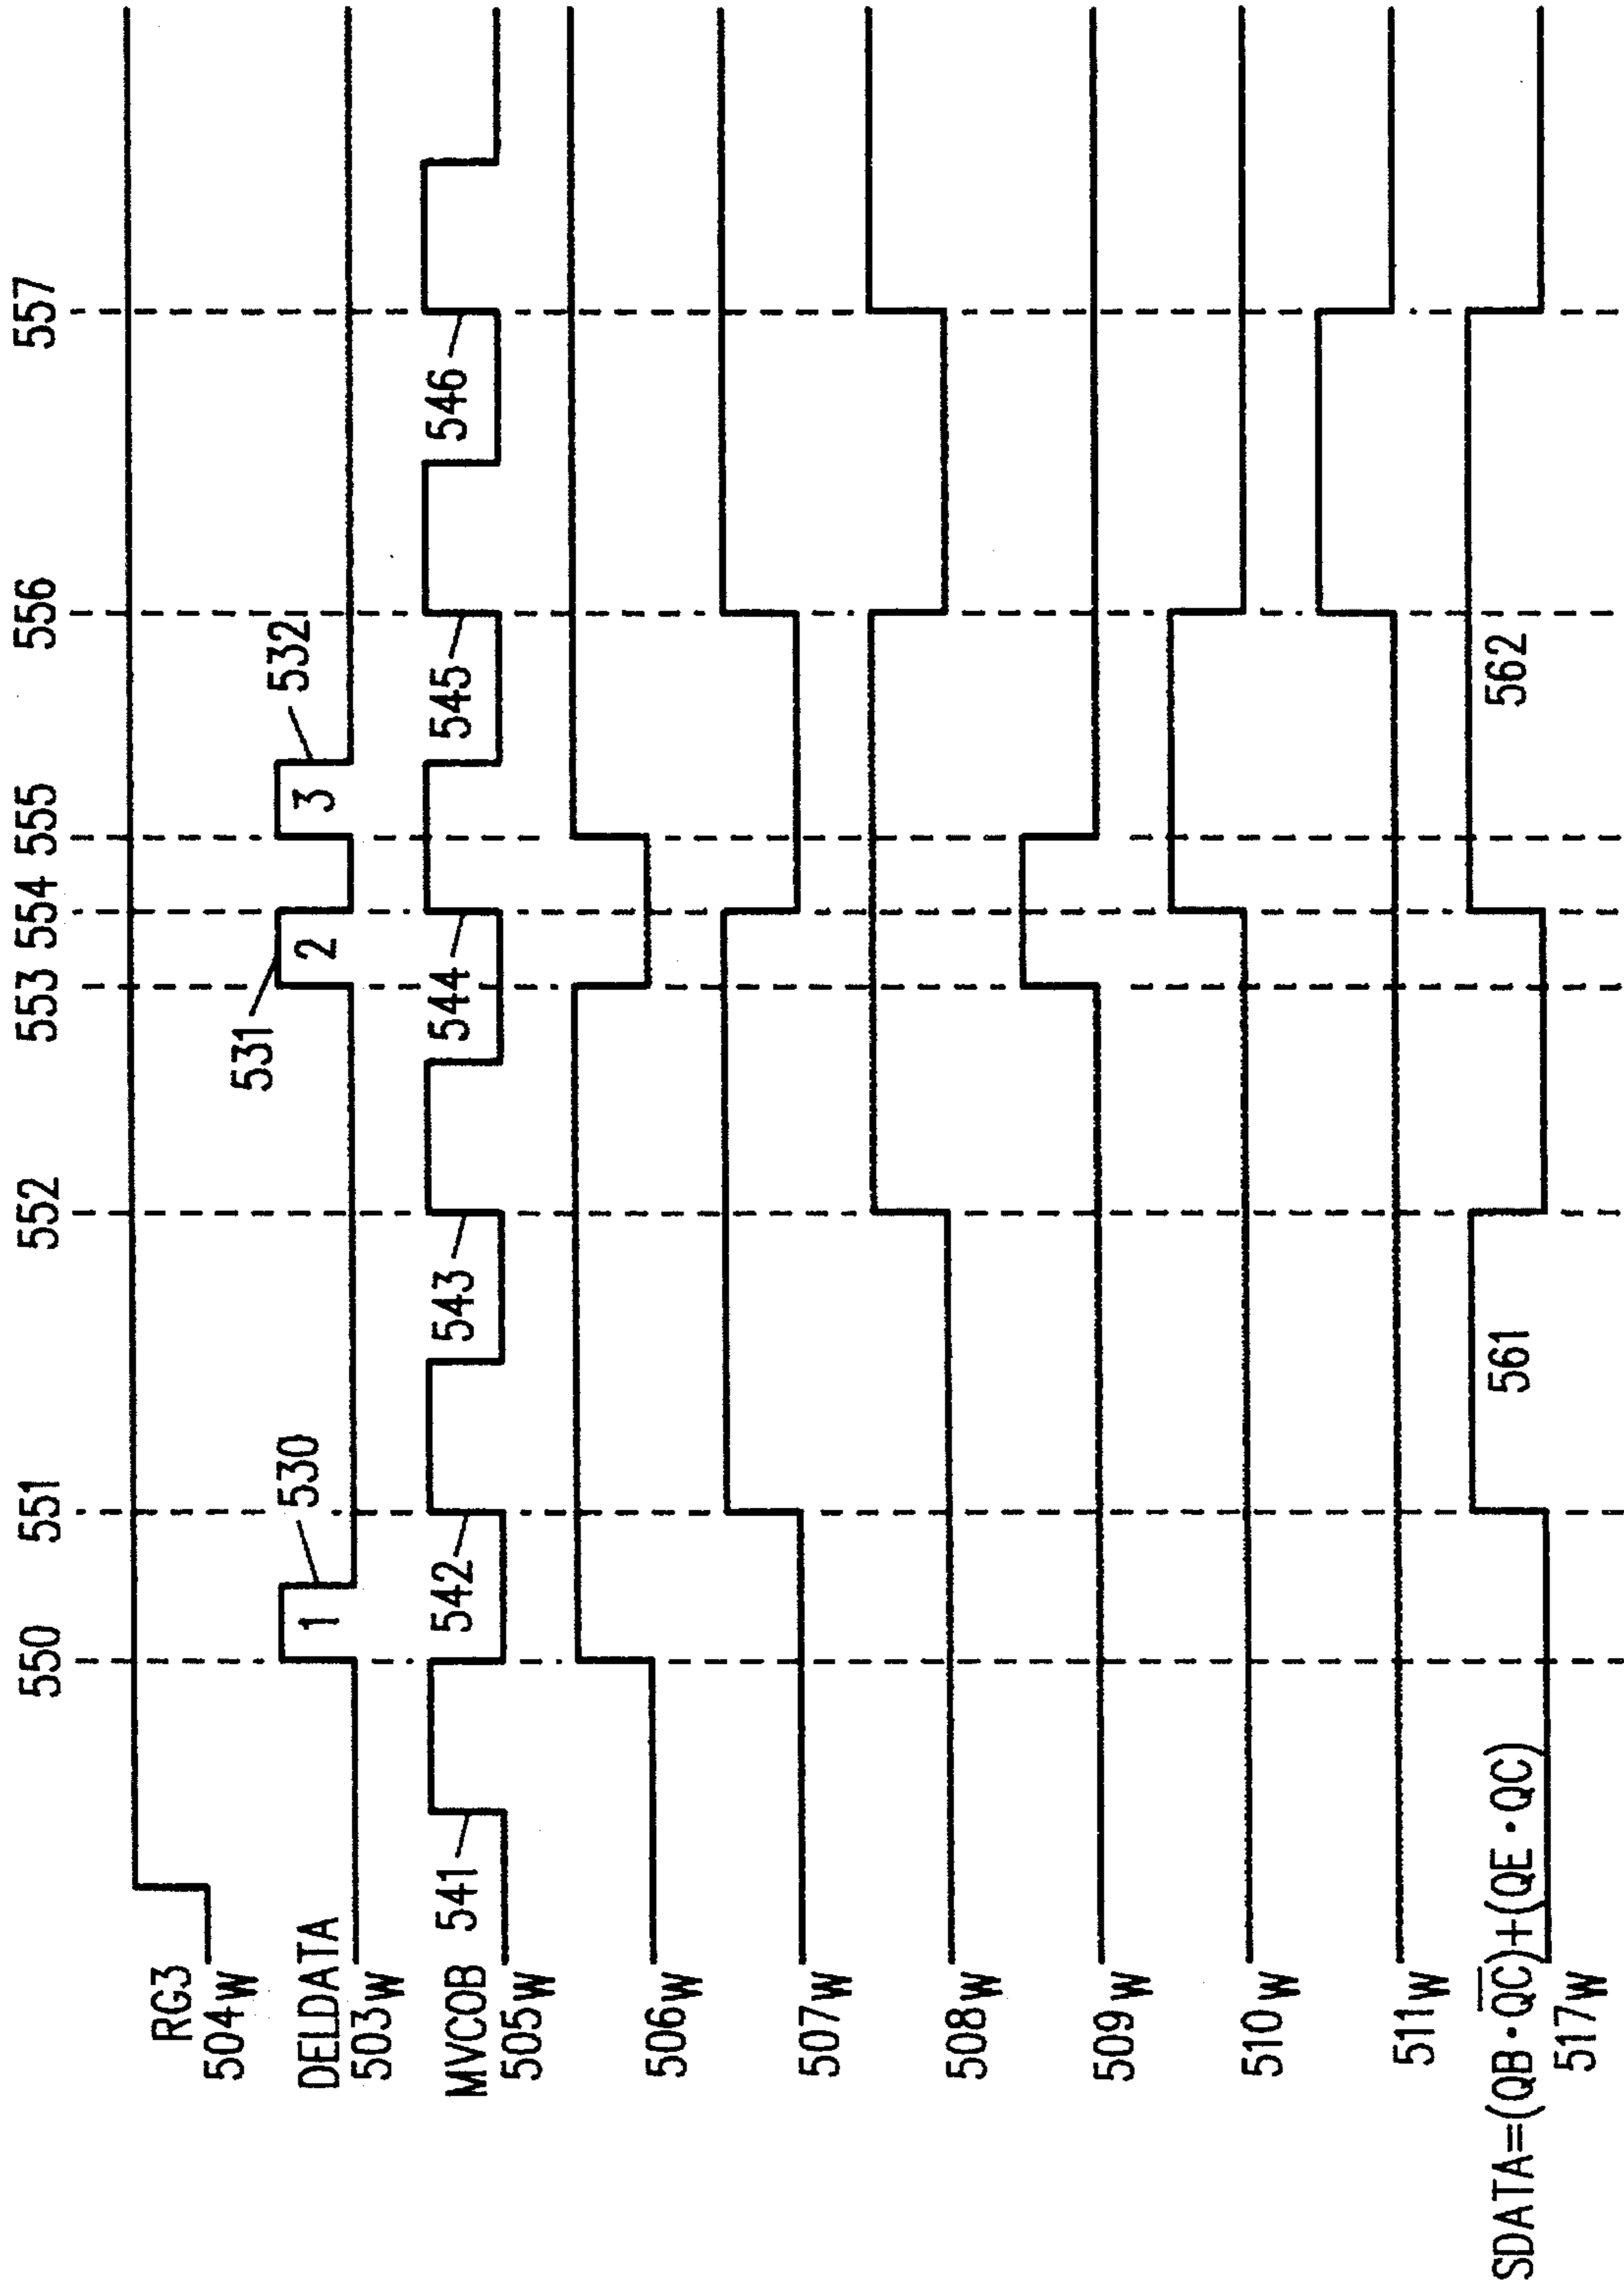 550 551 552 553 554 555 556 557
RG3
504W
DELDATA
503W
1
530
531
2
3
532
MVCOB
505W
541
542
543
544
545
546
506W
507W
508W
509W
510W
511W
SDATA=(QB·Q̅C̅)+(QE·QC)
517W
561
562